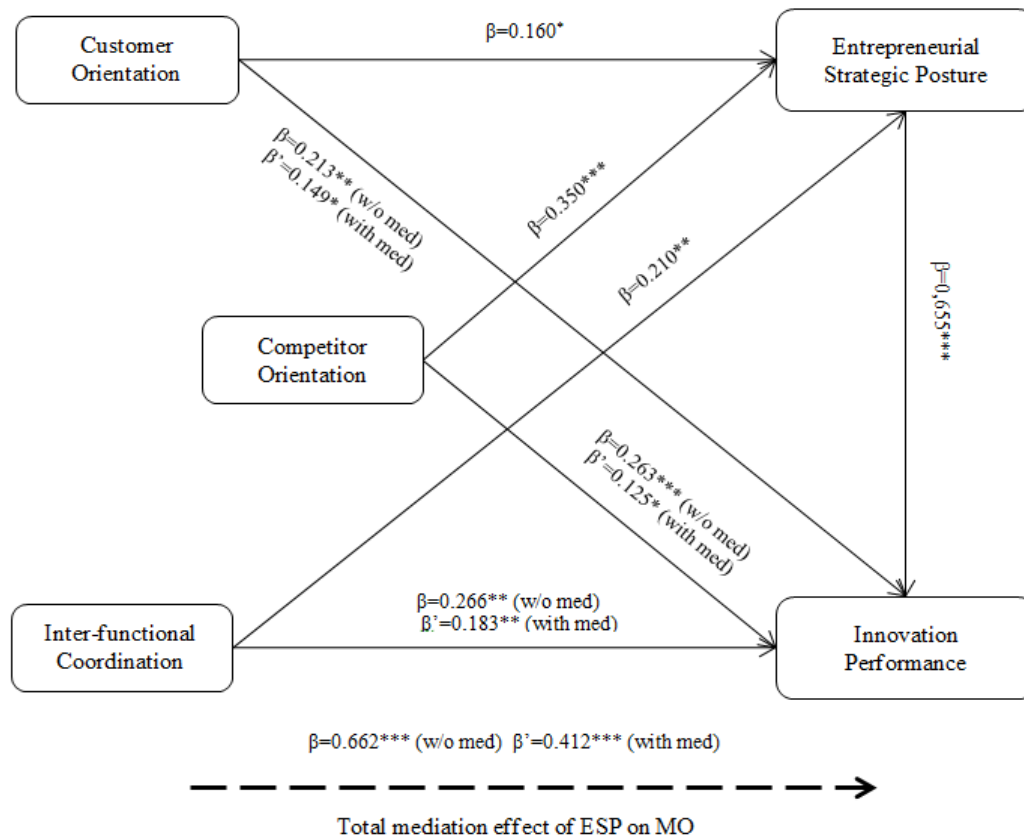 Customer
Orientation
β=0.160*
Entrepreneurial
Strategic Posture
β=0.213** (w/o med)
β’=0.149* (with med)
β=0.350***
β=0.210**
β=0,655***
Competitor
Orientation
β=0.263*** (w/o med)
β’=0.125* (with med)
β=0.266** (w/o med)
β’=0.183** (with med)
Inter-functional
Coordination
Innovation
Performance
β=0.662*** (w/o med) β’=0.412*** (with med)
Total mediation effect of ESP on MO